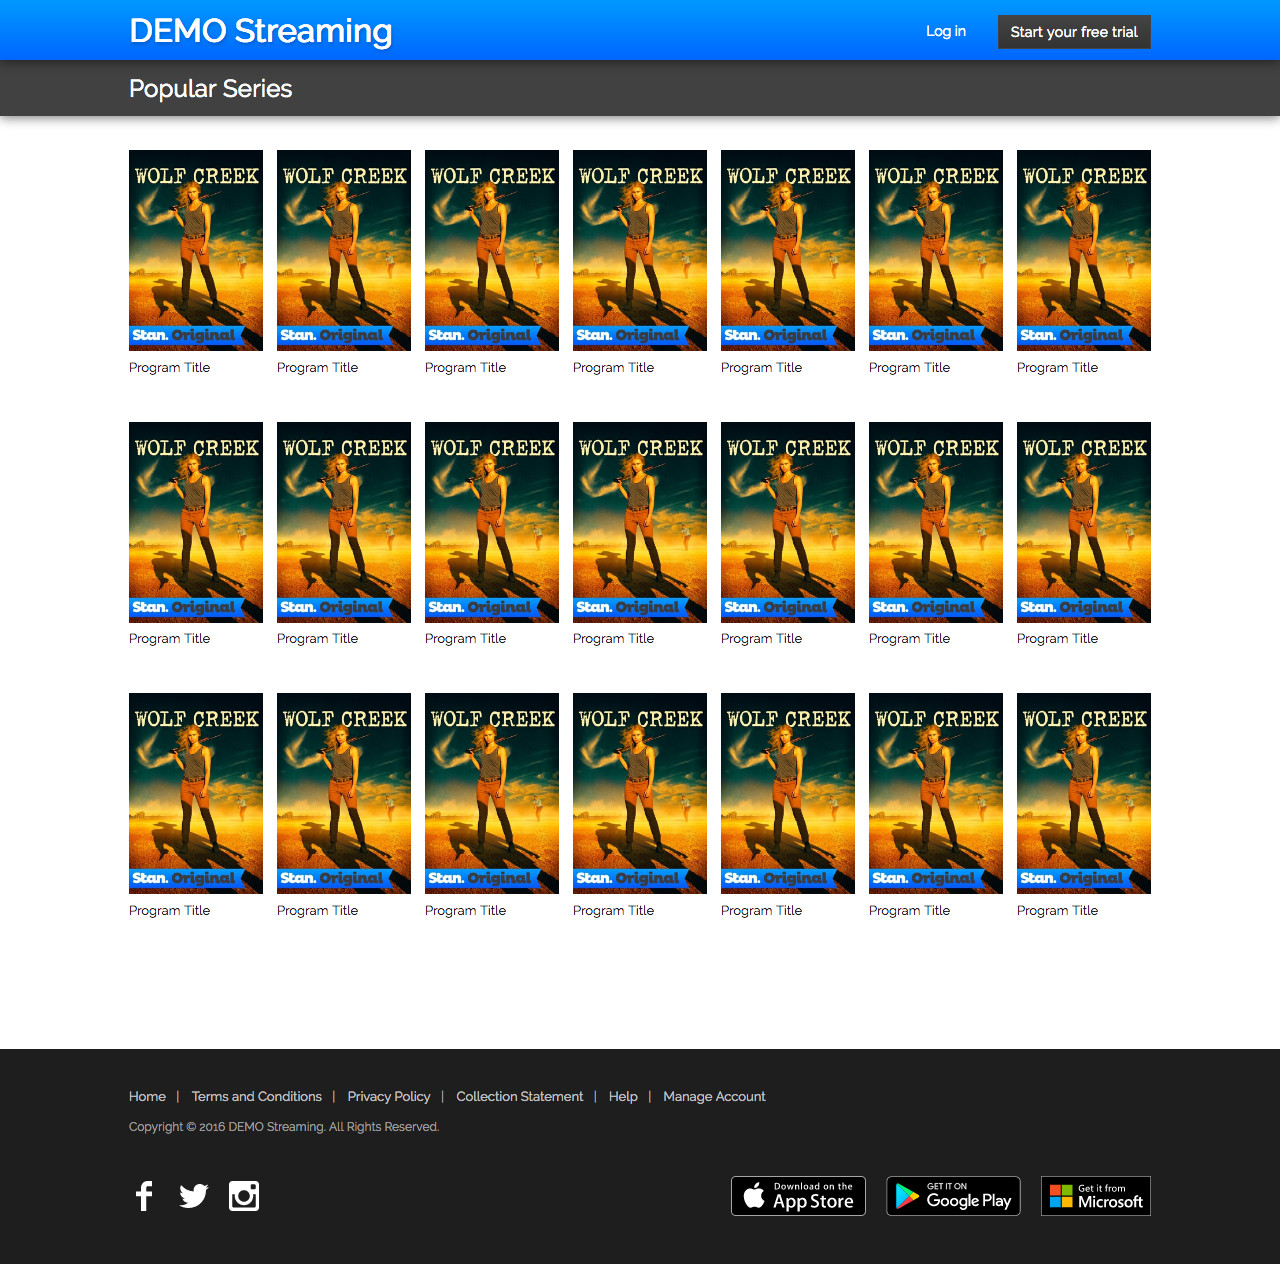 DEMO Streaming
Log in
Start your free trial
Popular Series
WOLF CREEK WOLF CREEK WOLF CREEK WOLF CREEK WOLF CREEK WOLF CREEK WOLF CREEK
Stan. Original Stan. Original Stan. Original Stan. Original Stan. Original Stan. Original Stan. Original
Program Title Program Title Program Title Program Title Program Title Program Title Program Title
WOLF CREEK WOLF CREEK WOLF CREEK WOLF CREEK WOLF CREEK WOLF CREEK WOLF CREEK
Stan. Original Stan. Original Stan. Original Stan. Original Stan. Original Stan. Original Stan. Original
Program Title Program Title Program Title Program Title Program Title Program Title Program Title
WOLF CREEK WOLF CREEK WOLF CREEK WOLF CREEK WOLF CREEK WOLF CREEK WOLF CREEK
Stan. Original Stan. Original Stan. Original Stan. Original Stan. Original Stan. Original Stan. Original
Program Title Program Title Program Title Program Title Program Title Program Title Program Title
Home | Terms and Conditions | Privacy Policy | Collection Statement | Help | Manage Account
Copyright © 2016 DEMO Streaming. All Rights Reserved.
Download on the
App Store
GET IT ON
Google Play
Get it from
Microsoft